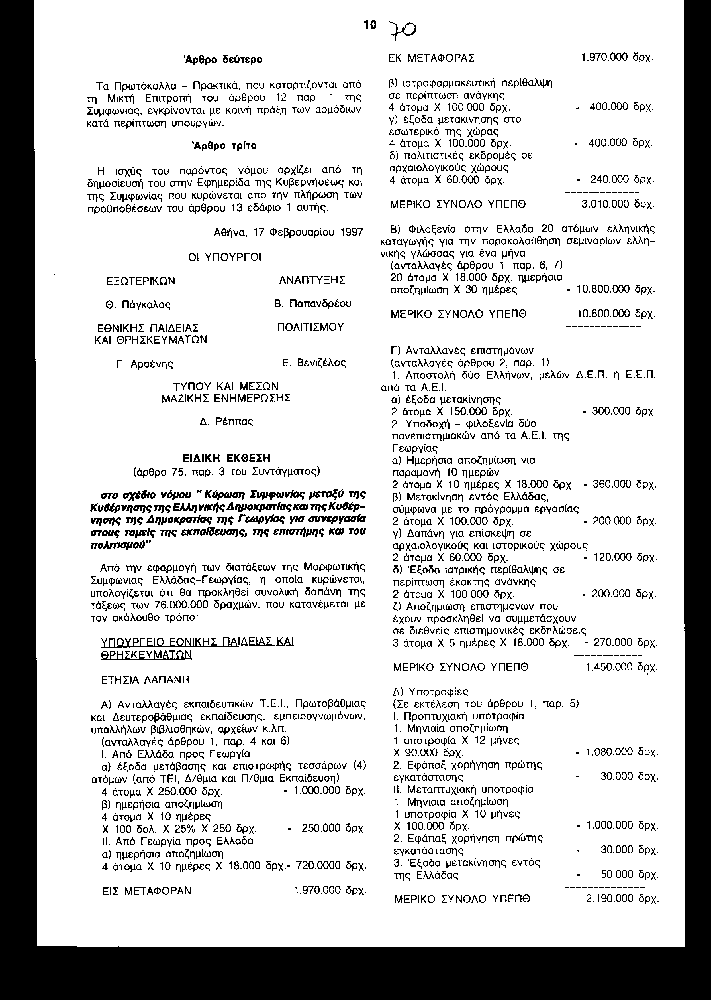 10 70
Άρθρο δεύτερο
Τα Πρωτόκολλα - Πρακτικά, που καταρτίζονται από
τη Μικτή Επιτροπή του άρθρου 12 παρ. 1 της
Συμφωνίας, εγκρίνονται με κοινή πράξη των αρμόδιων
κατά περίπτωση υπουργών.
Άρθρο τρίτο
Η ισχύς του παρόντος νόμου αρχίζει από τη
δημοσίευσή του στην Εφημερίδα της Κυβερνήσεως και
της Συμφωνίας που κυρώνεται από την πλήρωση των
προϋποθέσεων του άρθρου 13 εδάφιο 1 αυτής.
Αθήνα, 17 Φεβρουαρίου 1997
ΟΙ ΥΠΟΥΡΓΟΙ
ΕΞΩΤΕΡΙΚΩΝ ΑΝΑΠΤΥΞΗΣ
Θ. Πάγκαλος Β. Παπανδρέου
ΕΘΝΙΚΗΣ ΠΑΙΔΕΙΑΣ ΠΟΛΙΤΙΣΜΟΥ
ΚΑΙ ΘΡΗΣΚΕΥΜΑΤΩΝ
Γ. Αρσένης Ε. Βενιζέλος
ΤΥΠΟΥ ΚΑΙ ΜΕΣΩΝ
ΜΑΖΙΚΗΣ ΕΝΗΜΕΡΩΣΗΣ
Δ. Ρέππας
ΕΙΔΙΚΗ ΕΚΘΕΣΗ
(άρθρο 75, παρ. 3 του Συντάγματος)
στο σχέδιο νόμου " Κύρωση Συμφωνίας μεταξύ της
Κυβέρνησης της Ελληνικής Δημοκρατίας και της Κυβέρ-
νησης της Δημοκρατίας της Γεωργίας για συνεργασία
στους τομείς της εκπαίδευσης, της επιστήμης και του
πολιτισμού"
Από την εφαρμογή των διατάξεων της Μορφωτικής
Συμφωνίας Ελλάδας-Γεωργίας, η οποία κυρώνεται,
υπολογίζεται ότι θα προκληθεί συνολική δαπάνη της
τάξεως των 76.000.000 δραχμών, που κατανέμεται με
τον ακόλουθο τρόπο:
ΥΠΟΥΡΓΕΙΟ ΕΘΝΙΚΗΣ ΠΑΙΔΕΙΑΣ ΚΑΙ
ΘΡΗΣΚΕΥΜΑΤΩΝ
ΕΤΗΣΙΑ ΔΑΠΑΝΗ
Α) Ανταλλαγές εκπαιδευτικών Τ.Ε.Ι., Πρωτοβάθμιας
και Δευτεροβάθμιας εκπαίδευσης, εμπειρογνωμόνων,
υπαλλήλων βιβλιοθηκών, αρχείων κ.λπ.
(ανταλλαγές άρθρου 1, παρ. 4 και 6)
Ι. Από Ελλάδα προς Γεωργία
α) έξοδα μετάβασης και επιστροφής τεσσάρων (4)
ατόμων (από ΤΕΙ, Δ/θμια και Π/θμια Εκπαίδευση)
4 άτομα Χ 250.000 δρχ. = 1.000.000 δρχ.
β) ημερήσια αποζημίωση
4 άτομα Χ 10 ημέρες
Χ 100 δολ. Χ 25% Χ 250 δρχ. = 250.000 δρχ.
ΙΙ. Από Γεωργία προς Ελλάδα
α) ημερήσια αποζημίωση
4 άτομα Χ 10 ημέρες Χ 18.000 δρχ.= 720.0000 δρχ.
ΕΙΣ ΜΕΤΑΦΟΡΑΝ 1.970.000 δρχ.
ΕΚ ΜΕΤΑΦΟΡΑΣ 1.970.000 δρχ.
β) ιατροφαρμακευτική περίθαλψη
σε περίπτωση ανάγκης
4 άτομα Χ 100.000 δρχ. = 400.000 δρχ.
γ) έξοδα μετακίνησης στο
εσωτερικό της χώρας
4 άτομα Χ 100.000 δρχ. = 400.000 δρχ.
δ) πολιτιστικές εκδρομές σε
αρχαιολογικούς χώρους
4 άτομα Χ 60.000 δρχ. = 240.000 δρχ.
ΜΕΡΙΚΟ ΣΥΝΟΛΟ ΥΠΕΠΘ 3.010.000 δρχ.
Β) Φιλοξενία στην Ελλάδα 20 ατόμων ελληνικής
καταγωγής για την παρακολούθηση σεμιναρίων ελλη-
νικής γλώσσας για ένα μήνα
(ανταλλαγές άρθρου 1, παρ. 6, 7)
20 άτομα Χ 18.000 δρχ. ημερήσια
αποζημίωση Χ 30 ημέρες = 10.800.000 δρχ.
ΜΕΡΙΚΟ ΣΥΝΟΛΟ ΥΠΕΠΘ 10.800.000 δρχ.
Γ) Ανταλλαγές επιστημόνων
(ανταλλαγές άρθρου 2, παρ. 1)
1. Αποστολή δύο Ελλήνων, μελών Δ.Ε.Π. ή Ε.Ε.Π.
από τα Α.Ε.Ι.
α) έξοδα μετακίνησης
2 άτομα Χ 150.000 δρχ. = 300.000 δρχ.
2. Υποδοχή - φιλοξενία δύο
πανεπιστημιακών από τα Α.Ε.Ι. της
Γεωργίας
α) Ημερήσια αποζημίωση για
παραμονή 10 ημερών
2 άτομα Χ 10 ημέρες Χ 18.000 δρχ. = 360.000 δρχ.
β) Μετακίνηση εντός Ελλάδας,
σύμφωνα με το πρόγραμμα εργασίας
2 άτομα Χ 100.000 δρχ. = 200.000 δρχ.
γ) Δαπάνη για επίσκεψη σε
αρχαιολογικούς και ιστορικούς χώρους
2 άτομα Χ 60.000 δρχ. = 120.000 δρχ.
δ) Έξοδα ιατρικής περίθαλψης σε
περίπτωση έκακτης ανάγκης
2 άτομα Χ 100.000 δρχ. = 200.000 δρχ.
ζ) Αποζημίωση επιστημόνων που
έχουν προσκληθεί να συμμετάσχουν
σε διεθνείς επιστημονικές εκδηλώσεις
3 άτομα Χ 5 ημέρες Χ 18.000 δρχ. = 270.000 δρχ.
ΜΕΡΙΚΟ ΣΥΝΟΛΟ ΥΠΕΠΘ 1.450.000 δρχ.
Δ) Υποτροφίες
(Σε εκτέλεση του άρθρου 1, παρ. 5)
Ι. Προπτυχιακή υποτροφία
1. Μηνιαία αποζημίωση
1 υποτροφία Χ 12 μήνες
Χ 90.000 δρχ. = 1.080.000 δρχ.
2. Εφάπαξ χορήγηση πρώτης
εγκατάστασης = 30.000 δρχ.
ΙΙ. Μεταπτυχιακή υποτροφία
1. Μηνιαία αποζημίωση
1 υποτροφία Χ 10 μήνες
Χ 100.000 δρχ. = 1.000.000 δρχ.
2. Εφάπαξ χορήγηση πρώτης
εγκατάστασης = 30.000 δρχ.
3. Έξοδα μετακίνησης εντός
της Ελλάδας = 50.000 δρχ.
ΜΕΡΙΚΟ ΣΥΝΟΛΟ ΥΠΕΠΘ 2.190.000 δρχ.